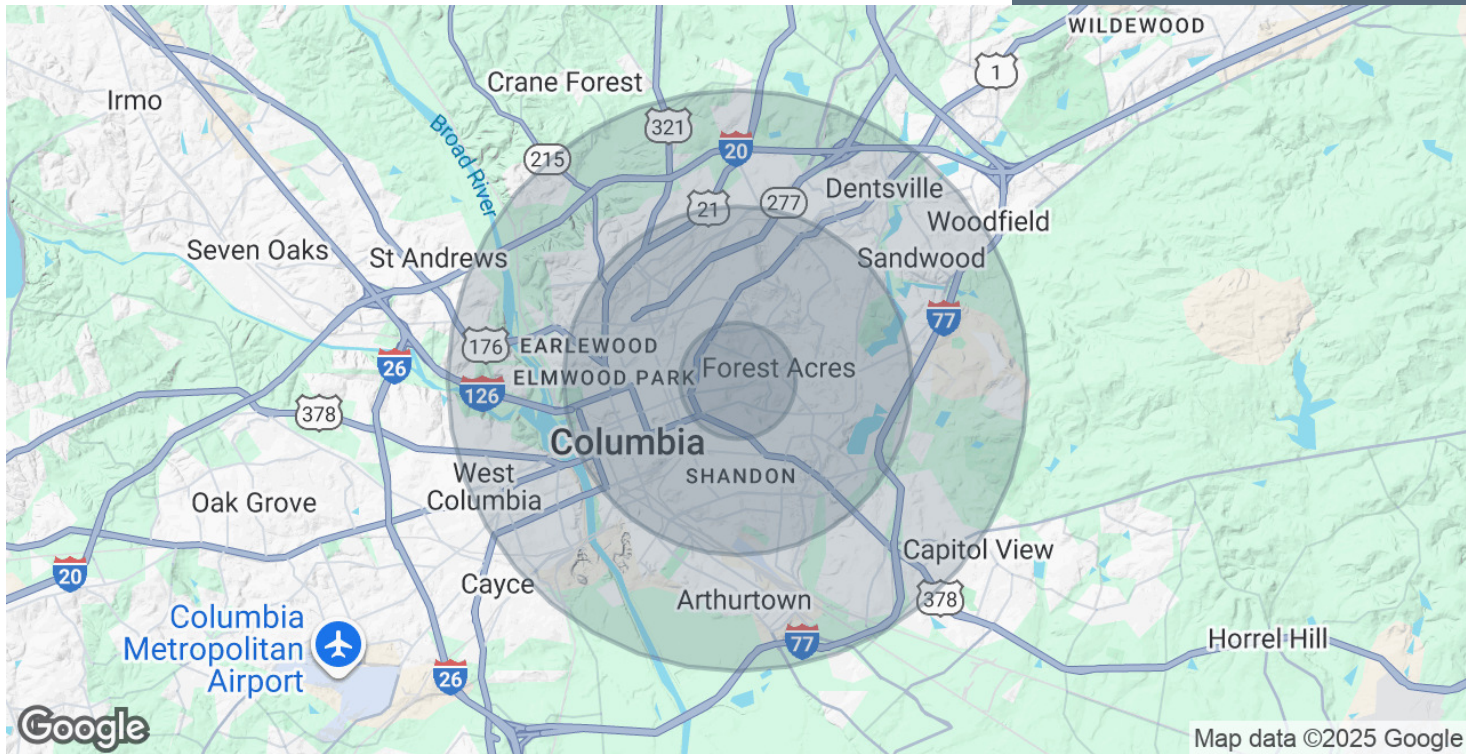 WILDEWOOD
1
Crane Forest
Irmo
321
Broad River
20
215
Dentsville
277
21
Woodfield
Seven Oaks
St Andrews
Sandwood
77
176
EARLEWOOD
26
Forest Acres
ELMWOOD PARK
126
378
Columbia
SHANDON
West
Columbia
Oak Grove
Capitol View
20
Cayce
Arthurtown
378
Columbia
Metropolitan
Airport
77
Horrel Hill
26
Google
Map data ©2025 Google